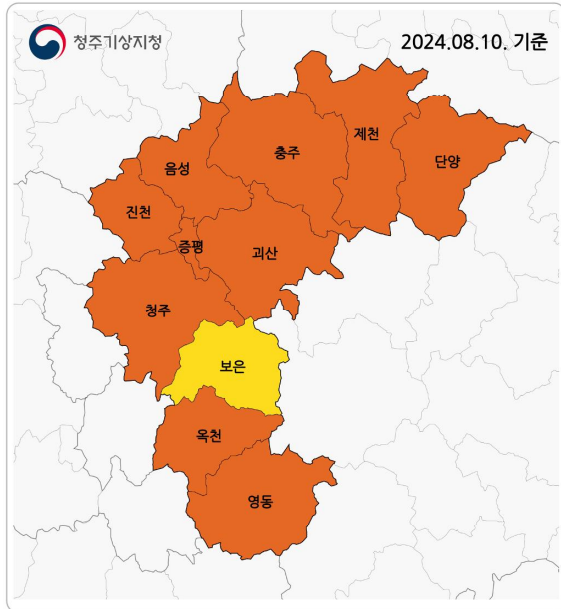 청주기상지청
2024.08.10. 기준
제천
충주
단양
음성
진천
증평
괴산
청주
보은
옥천
영동